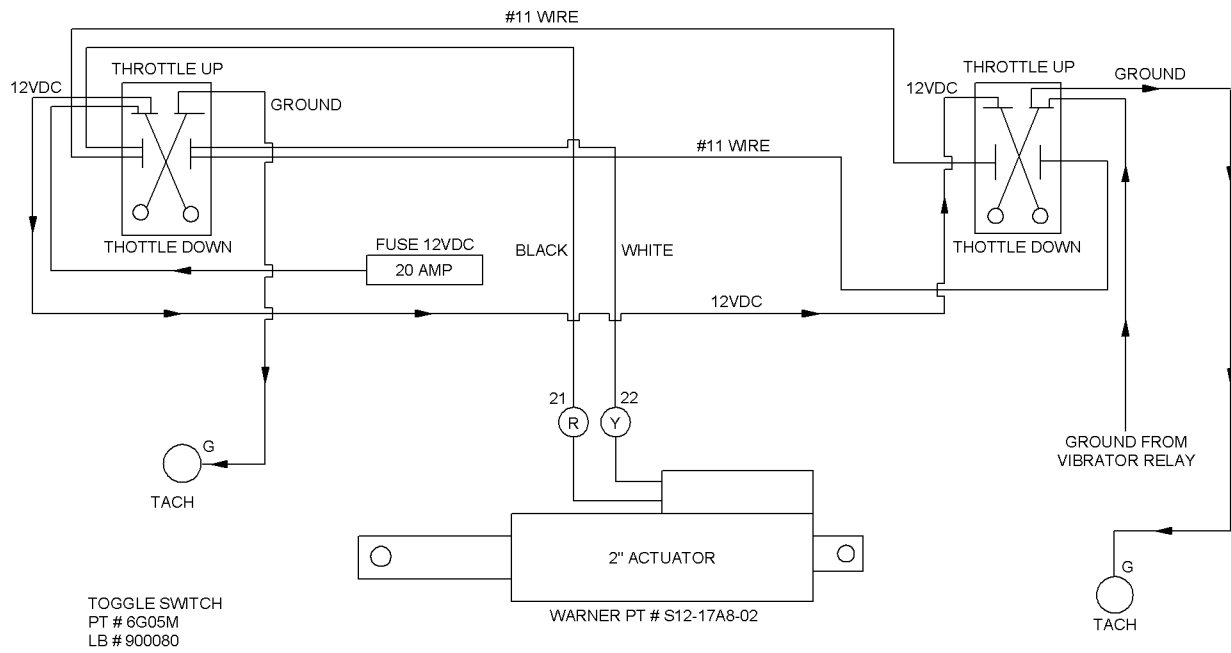 #11 WIRE
THROTTLE UP
12VDC
GROUND
THOTTLE DOWN
#11 WIRE
THROTTLE UP
12VDC
GROUND
THOTTLE DOWN
FUSE 12VDC
20 AMP
BLACK
WHITE
12VDC
21
22
R
Y
G
TACH
GROUND FROM
VIBRATOR RELAY
2" ACTUATOR
WARNER PT # S12-17A8-02
G
TACH
TOGGLE SWITCH
PT # 6G05M
LB # 900080